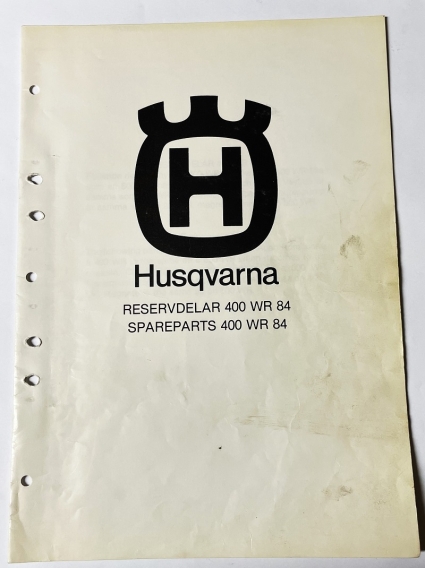 H
Husqvarna
RESERVDELAR 400 WR 84
SPAREPARTS 400 WR 84